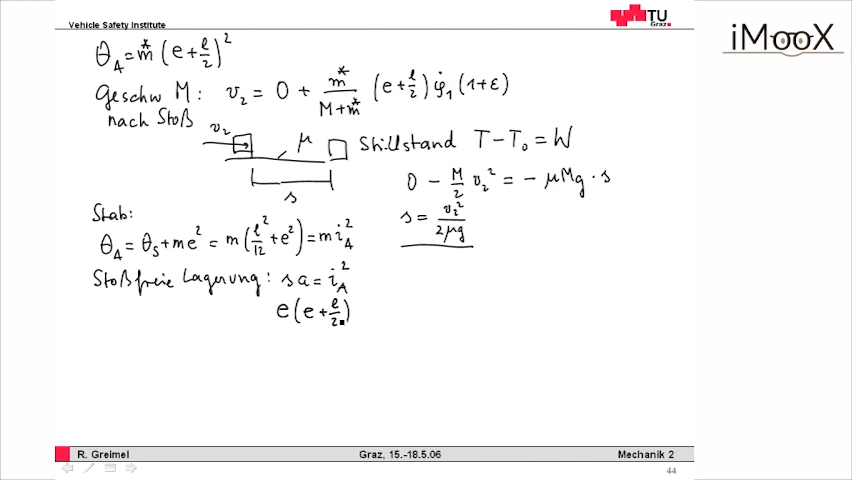 Vehicle Safety Institute
TU
Graz
iMooX
θ_A = m* (e + l/2)²
Geschw M: v₂ = 0 + m*/(M+m*) (e + l/2) φ̇₁ (1+ε)
nach Stoß
v₂ μ Stillstand T − T₀ = W
s
0 − M/2 v₂² = − μMg · s
s = v₂²/2μg
Stab:
θ_A = θ_S + me² = m(l²/12 + e²) = m i_A²
Stoßfreie Lagerung: s a = i_A²
e(e + l/2)
R. Greimel Graz, 15.-18.5.06 Mechanik 2
44